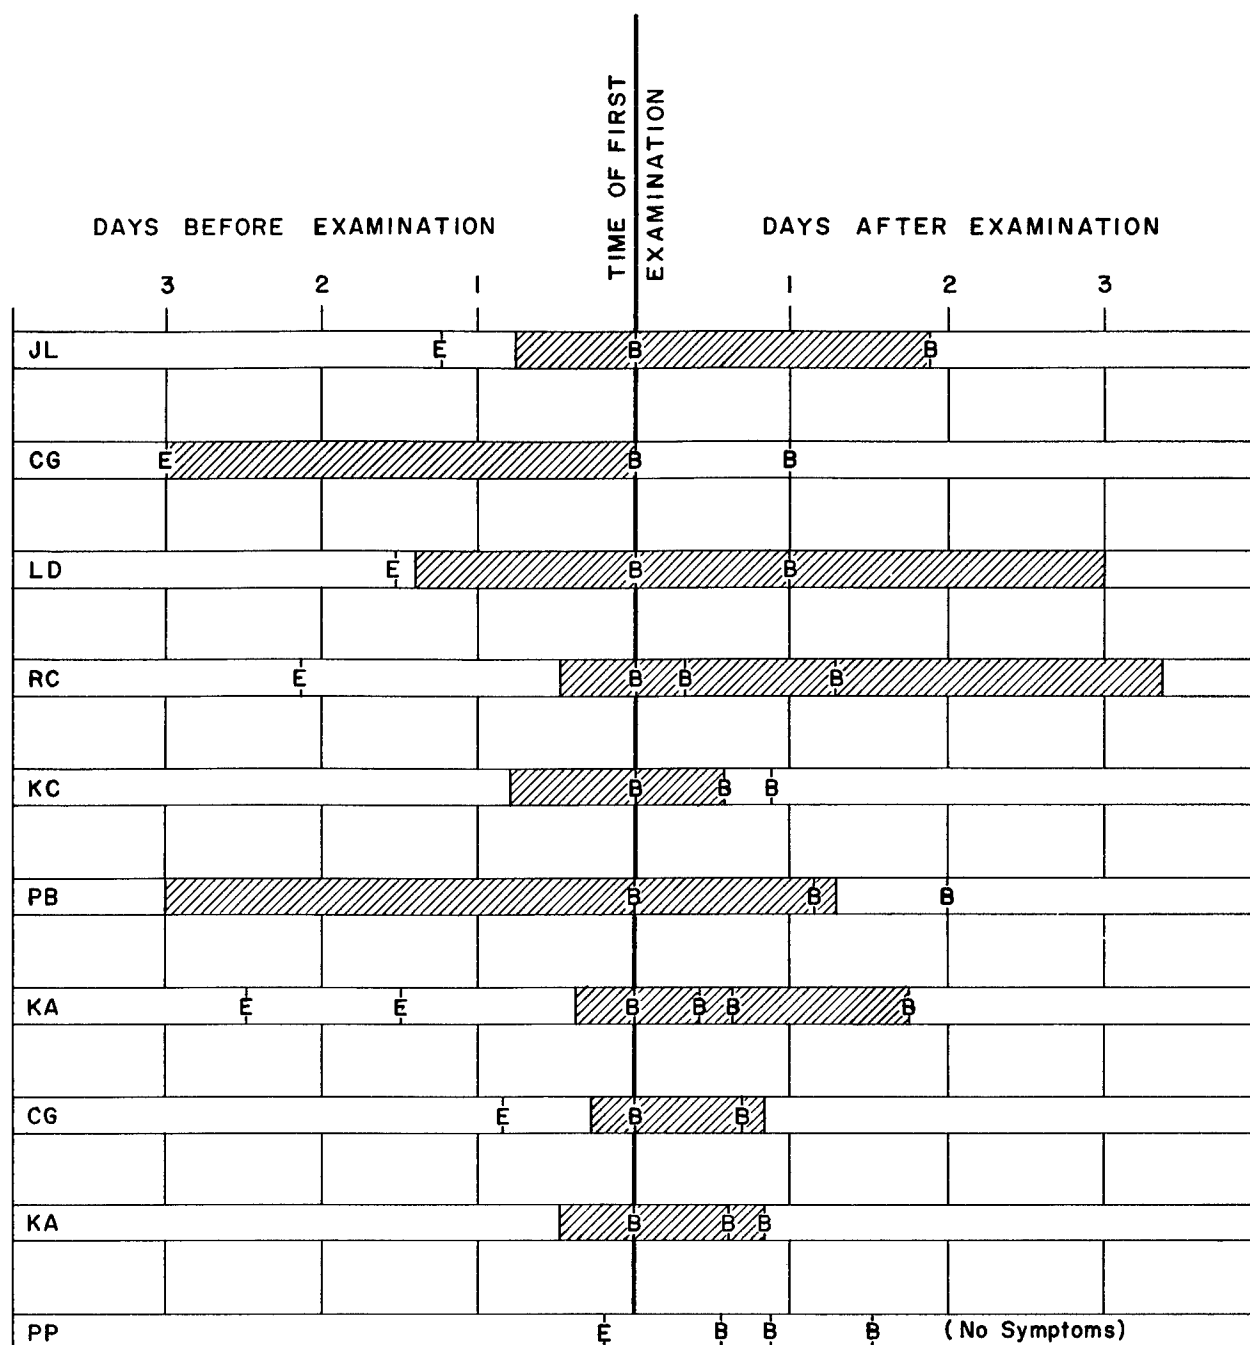 TIME OF FIRST
EXAMINATION
DAYS BEFORE EXAMINATION DAYS AFTER EXAMINATION
3 2 1 1 2 3
JL E B B
CG E B B
LD E B B
RC E B B B
KC B B B
PB B B B
KA E E B B B B
CG E B B
KA B B B
PP E B B B (No Symptoms)